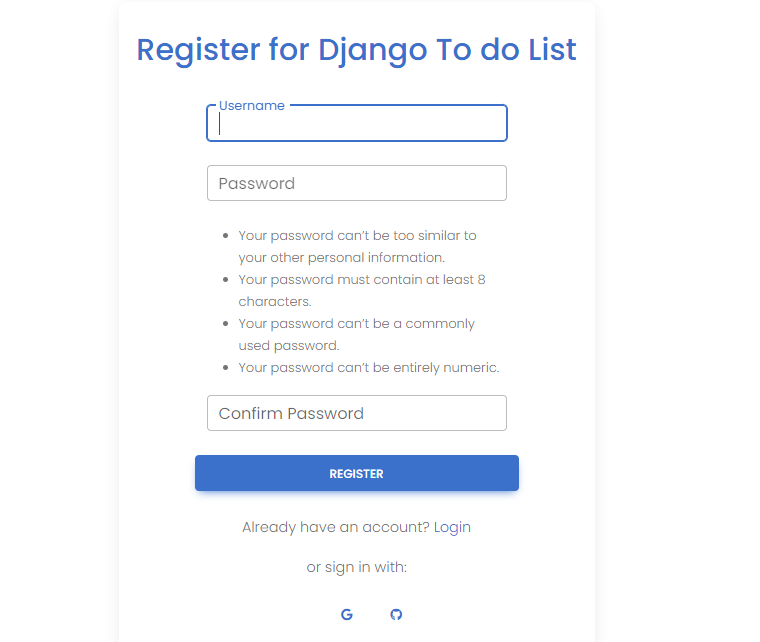 Register for Django To do List
Username
Password
Your password can’t be too similar to
your other personal information.
Your password must contain at least 8
characters.
Your password can’t be a commonly
used password.
Your password can’t be entirely numeric.
Confirm Password
REGISTER
Already have an account? Login
or sign in with: